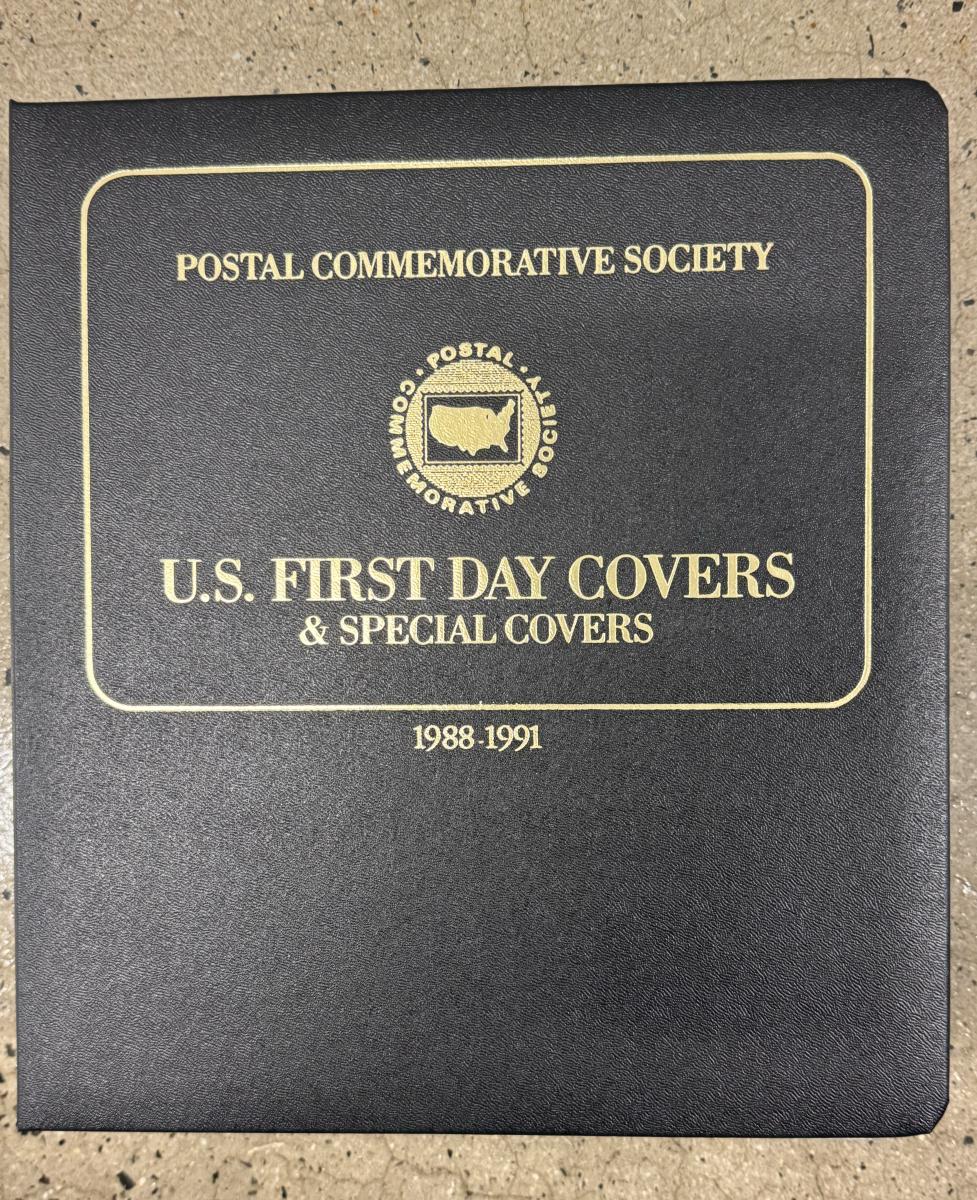 POSTAL COMMEMORATIVE SOCIETY
· POSTAL · COMMEMORATIVE SOCIETY
U.S. FIRST DAY COVERS
& SPECIAL COVERS
1988-1991